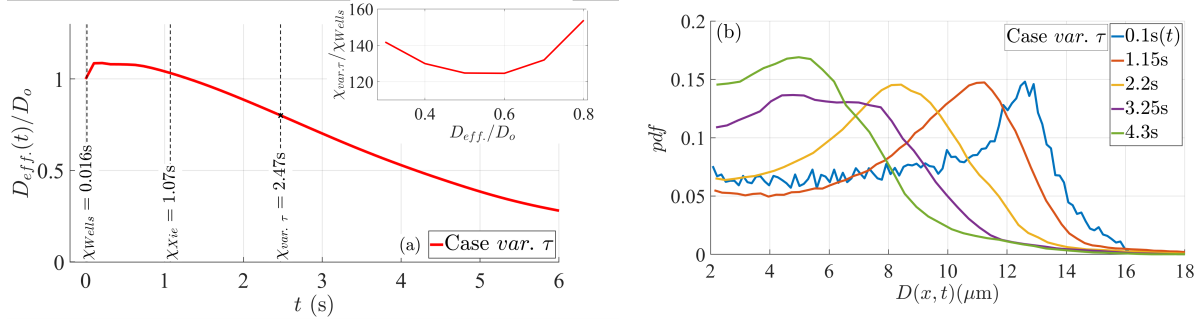 D_eff.(t)/D_o
1
0.5
0
χ_Wells = 0.016s
χ_Xie = 1.07s
χ_var. τ = 2.47s
(a)
Case var. τ
0 1 2 3 4 5 6
t (s)
χ_var.τ/χ_Wells
160
140
120
0.4 0.6 0.8
D_eff./D_o
(b)
Case var. τ
0.1s(t)
1.15s
2.2s
3.25s
4.3s
pdf
0.2
0.15
0.1
0.05
0
2 4 6 8 10 12 14 16 18
D(x, t)(μm)